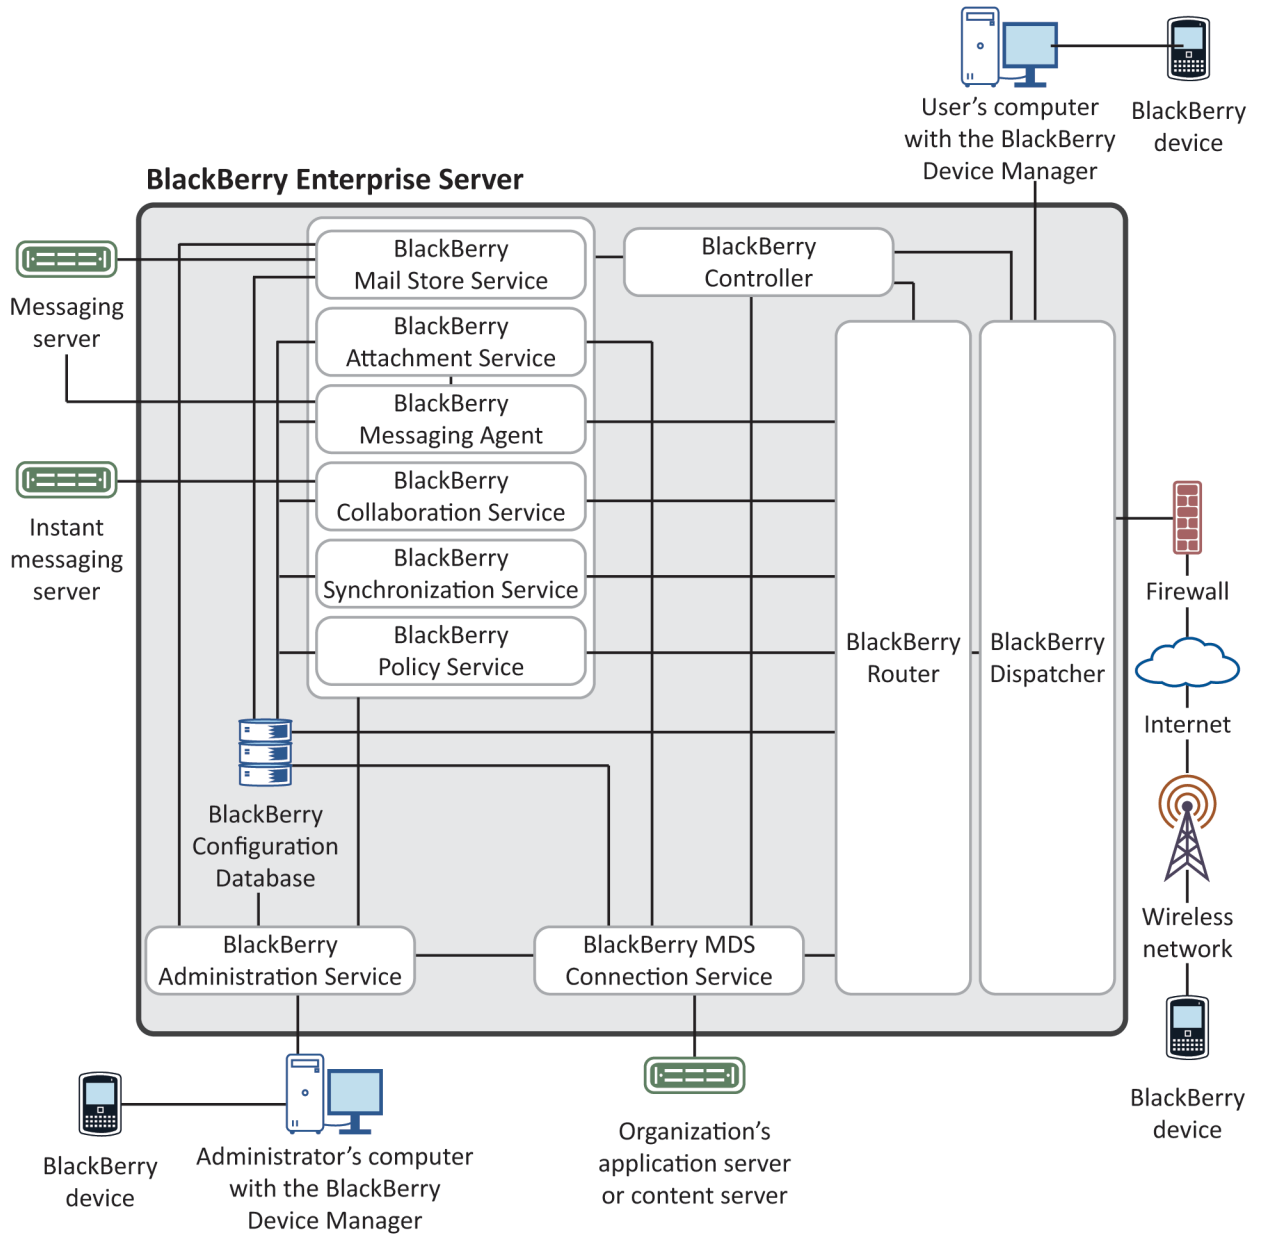 User's computer
with the BlackBerry
Device Manager
BlackBerry
device
BlackBerry Enterprise Server
Messaging
server
Instant
messaging
server
BlackBerry
Mail Store Service
BlackBerry
Attachment Service
BlackBerry
Messaging Agent
BlackBerry
Collaboration Service
BlackBerry
Synchronization Service
BlackBerry
Policy Service
BlackBerry
Controller
BlackBerry
Router
BlackBerry
Dispatcher
Firewall
Internet
Wireless
network
BlackBerry
device
BlackBerry
Configuration
Database
BlackBerry
Administration Service
BlackBerry MDS
Connection Service
BlackBerry
device
Administrator's computer
with the BlackBerry
Device Manager
Organization's
application server
or content server